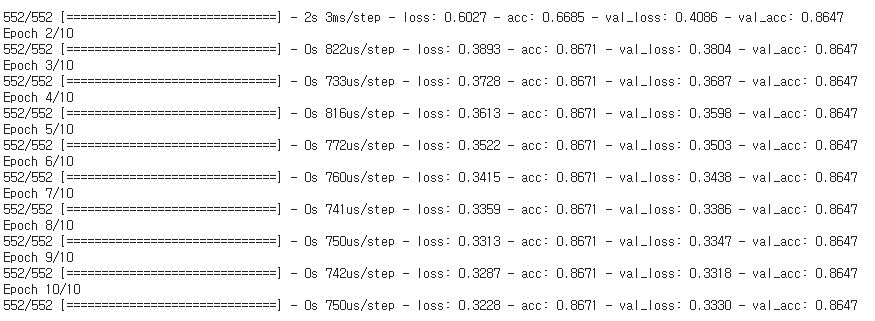 552/552 [==============================] - 2s 3ms/step - loss: 0.6027 - acc: 0.6685 - val_loss: 0.4086 - val_acc: 0.8647
Epoch 2/10
552/552 [==============================] - 0s 822us/step - loss: 0.3893 - acc: 0.8671 - val_loss: 0.3804 - val_acc: 0.8647
Epoch 3/10
552/552 [==============================] - 0s 733us/step - loss: 0.3728 - acc: 0.8671 - val_loss: 0.3687 - val_acc: 0.8647
Epoch 4/10
552/552 [==============================] - 0s 816us/step - loss: 0.3613 - acc: 0.8671 - val_loss: 0.3598 - val_acc: 0.8647
Epoch 5/10
552/552 [==============================] - 0s 772us/step - loss: 0.3522 - acc: 0.8671 - val_loss: 0.3503 - val_acc: 0.8647
Epoch 6/10
552/552 [==============================] - 0s 760us/step - loss: 0.3415 - acc: 0.8671 - val_loss: 0.3438 - val_acc: 0.8647
Epoch 7/10
552/552 [==============================] - 0s 741us/step - loss: 0.3359 - acc: 0.8671 - val_loss: 0.3386 - val_acc: 0.8647
Epoch 8/10
552/552 [==============================] - 0s 750us/step - loss: 0.3313 - acc: 0.8671 - val_loss: 0.3347 - val_acc: 0.8647
Epoch 9/10
552/552 [==============================] - 0s 742us/step - loss: 0.3287 - acc: 0.8671 - val_loss: 0.3318 - val_acc: 0.8647
Epoch 10/10
552/552 [==============================] - 0s 750us/step - loss: 0.3228 - acc: 0.8671 - val_loss: 0.3330 - val_acc: 0.8647